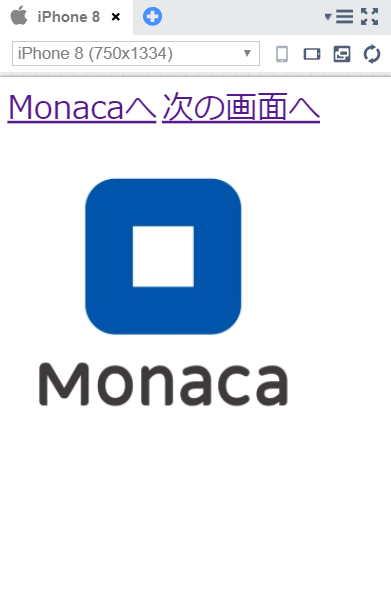 iPhone 8
iPhone 8 (750x1334)
Monacaへ 次の画面へ
Monaca